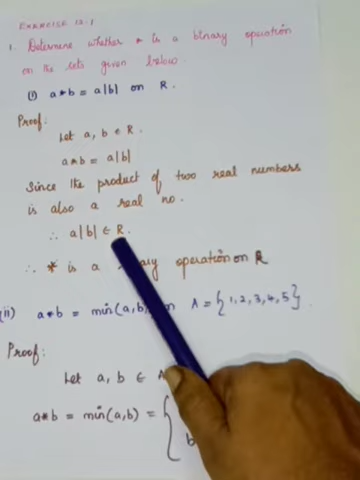 EXERCISE 12.1
1. Determine whether * is a binary operation
on the sets given below.
(i) a*b = a|b| on R.
Proof:
Let a, b ∈ R.
a*b = a|b|
Since the product of two real numbers
is also a real no.
∴ a|b| ∈ R.
∴ * is a operation on R
(ii) a*b = min(a,b) A = {1,2,3,4,5}.
Proof:
Let a, b ∈ A
a*b = min(a,b) = {
b